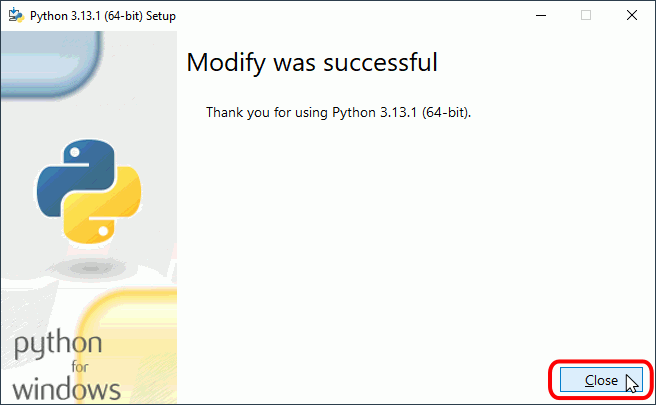 Python 3.13.1 (64-bit) Setup
Modify was successful
Thank you for using Python 3.13.1 (64-bit).
python
for
windows
Close